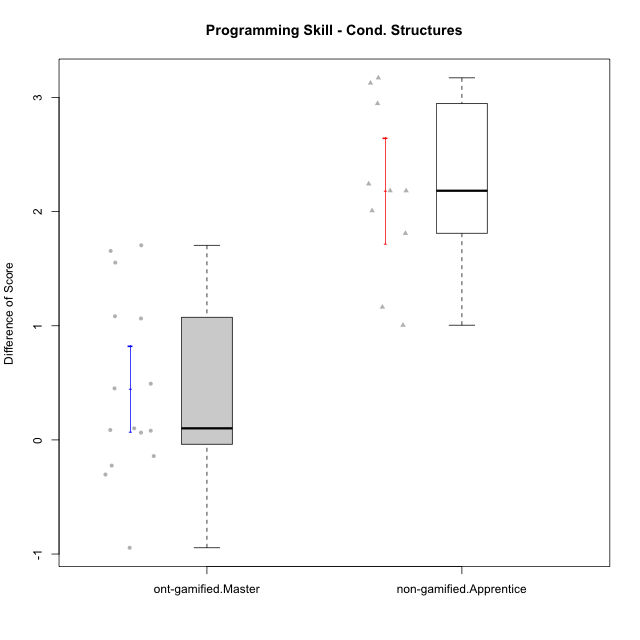 Programming Skill - Cond. Structures
Difference of Score
3
2
1
0
-1
ont-gamified.Master
non-gamified.Apprentice